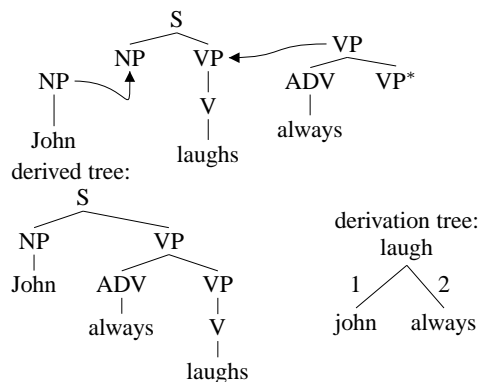 S
NP VP VP
NP V ADV VP*
John laughs always
derived tree:
S
NP VP
John ADV VP
always V
laughs
derivation tree:
laugh
1 2
john always